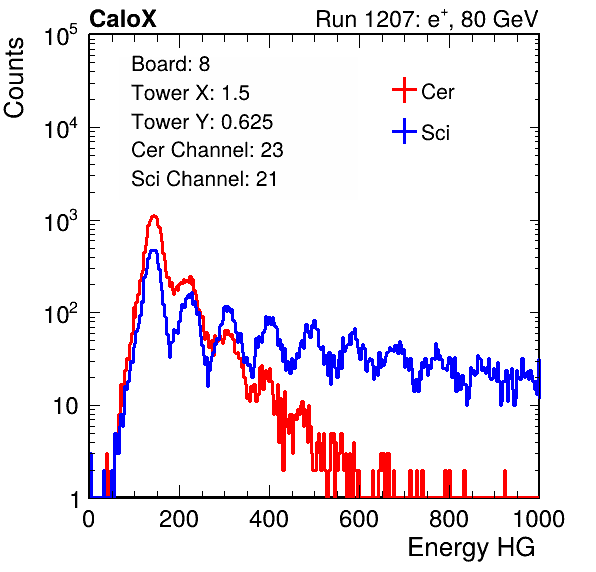 CaloX Run 1207: e⁺, 80 GeV
Board: 8
Tower X: 1.5
Tower Y: 0.625
Cer Channel: 23
Sci Channel: 21
Cer
Sci
Counts
10⁵
10⁴
10³
10²
10
1
0 200 400 600 800 1000
Energy HG